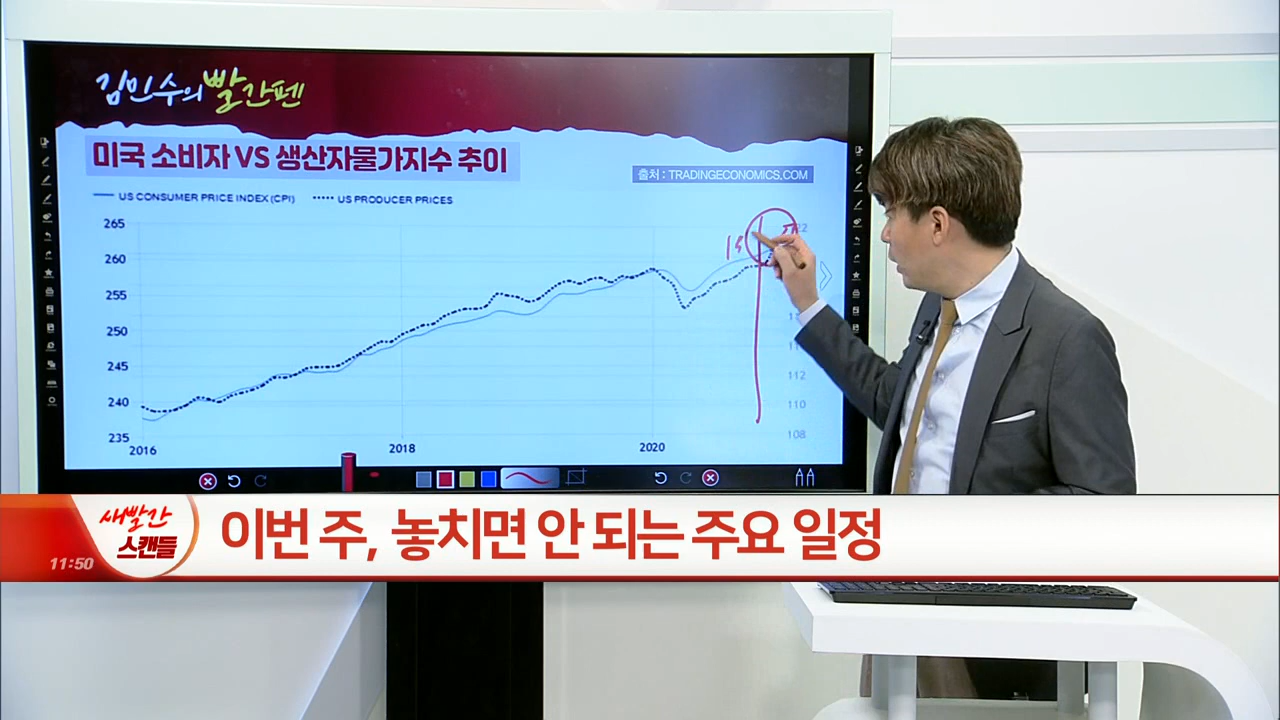 김민수의 빨간펜
미국 소비자 VS 생산자물가지수 추이
출처 : TRADINGECONOMICS.COM
US CONSUMER PRICE INDEX (CPI) US PRODUCER PRICES
265
260
255
250
245
240
235
112
110
108
2016 2018 2020
새빨간
스캔들
11:50
이번 주, 놓치면 안 되는 주요 일정